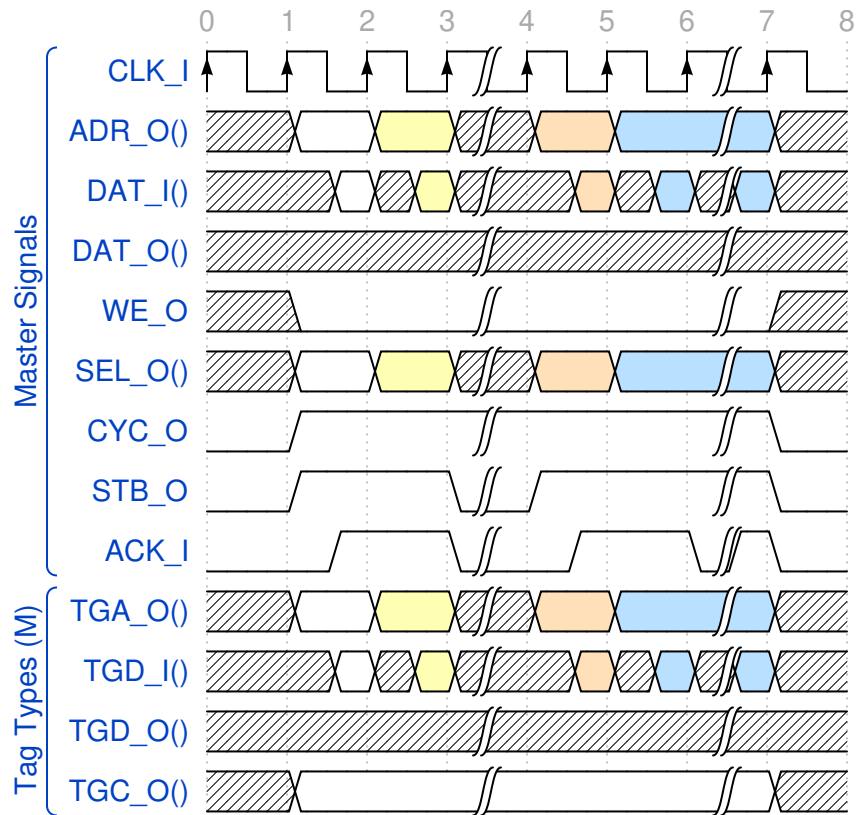 0 1 2 3 4 5 6 7 8
Master Signals
CLK_I
ADR_O()
DAT_I()
DAT_O()
WE_O
SEL_O()
CYC_O
STB_O
ACK_I
Tag Types (M)
TGA_O()
TGD_I()
TGD_O()
TGC_O()